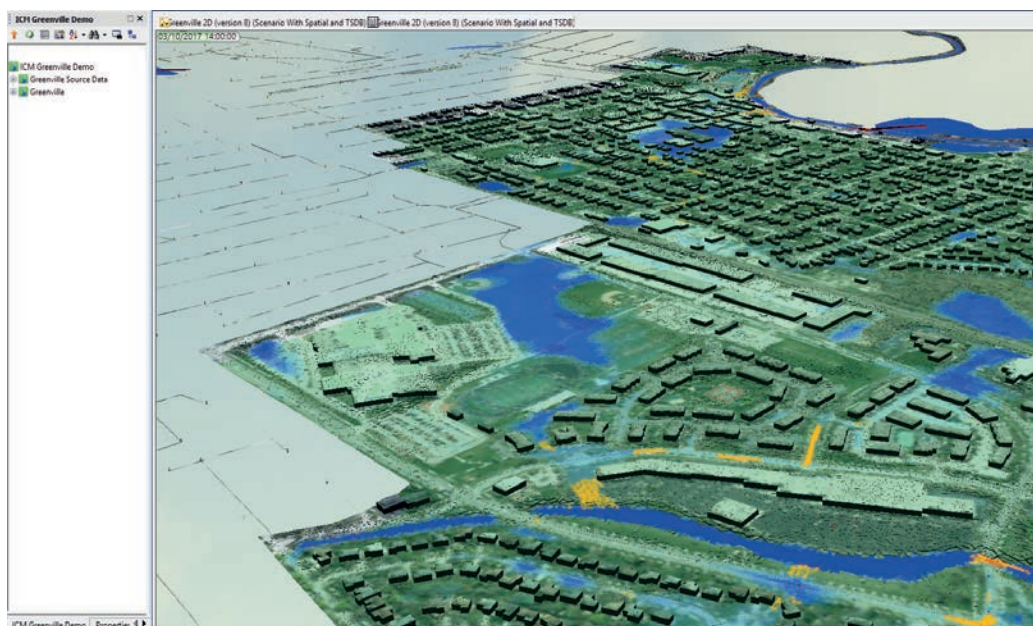 ICM Greenville Demo
Greenville 2D (version 8) (Scenario With Spatial and TSDB)
Greenville 2D (version 8) (Scenario With Spatial and TSDB)
03/10/2017 14:00:00
ICM Greenville Demo
Greenville Source Data
Greenville
ICM Greenville Demo
Properties